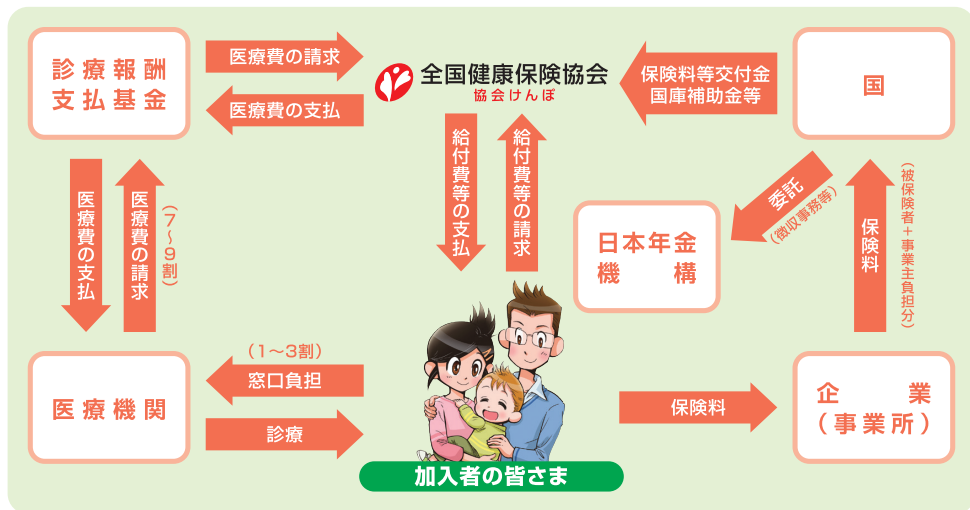 診療報酬
支払基金
医療費の請求
医療費の支払
全国健康保険協会
協会けんぽ
保険料等交付金
国庫補助金等
国
医療費の支払
医療費の請求
（7～9割）
給付費等の支払
給付費等の請求
委託
（徴収事務等）
日本年金
機構
保険料
（被保険者＋事業主負担分）
医療機関
（1～3割）
窓口負担
診療
加入者の皆さま
保険料
企業
（事業所）